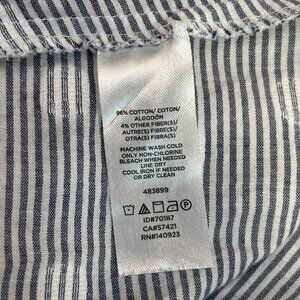 96% COTTON/ COTON/
ALGODÓN
4% OTHER FIBER(S)/
AUTRE(S) FIBRE(S)/
OTRA(S) FIBRA(S)
MACHINE WASH COLD
ONLY NON-CHLORINE
BLEACH WHEN NEEDED
LINE DRY
COOL IRON IF NEEDED
OR DRY CLEAN
483899
ID#70187
CA#57421
RN#140923